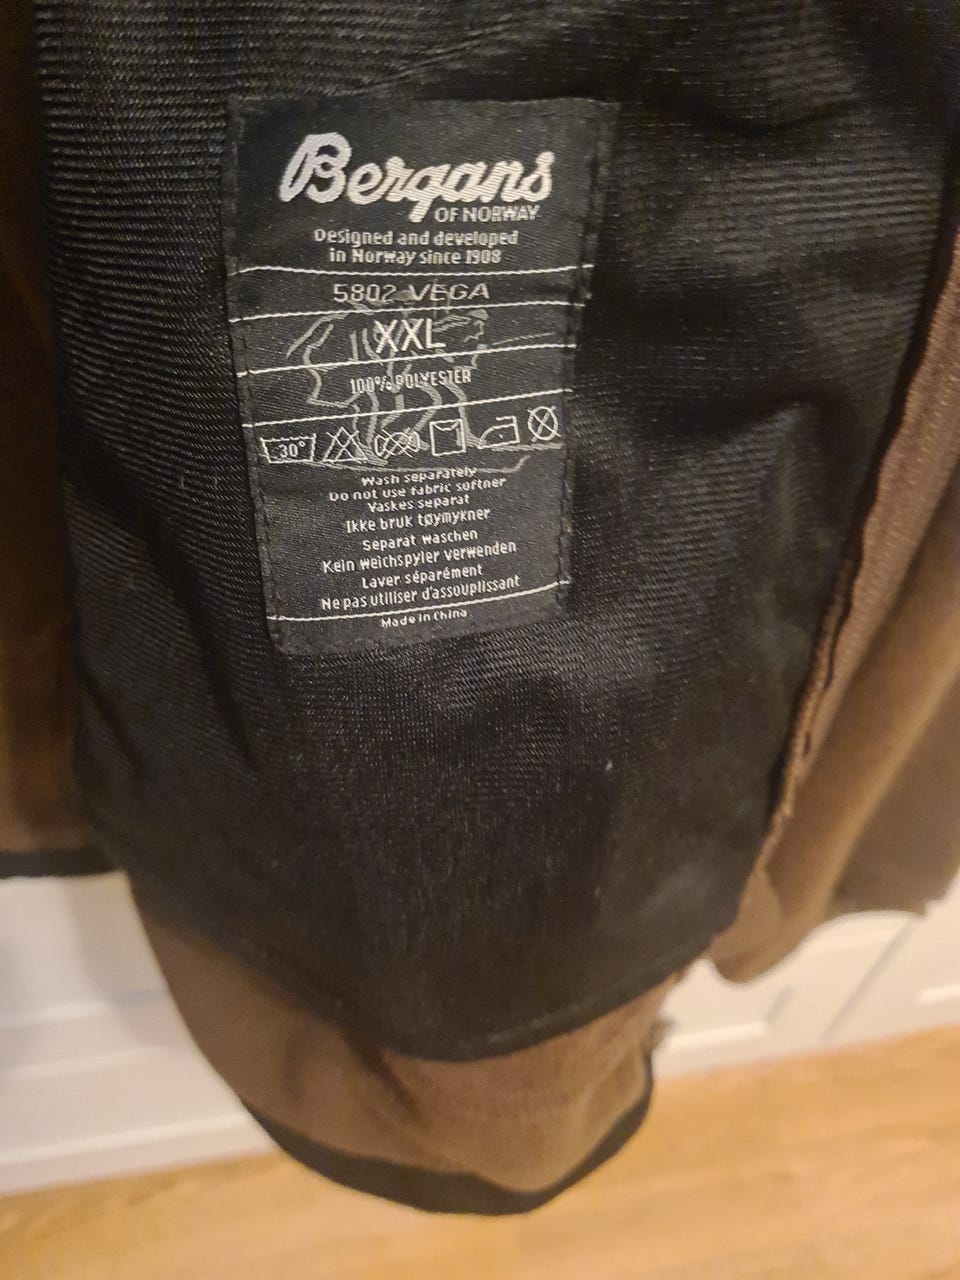 Bergans
OF NORWAY
Designed and developed
in Norway since 1908
5802 VEGA
XXL
100% POLYESTER
30°
Wash separately
Do not use fabric softner
Vaskes separat
Ikke bruk tøymykner
Separat waschen
Kein weichspyler verwenden
Laver séparément
Ne pas utiliser d'assouplissant
Made in China